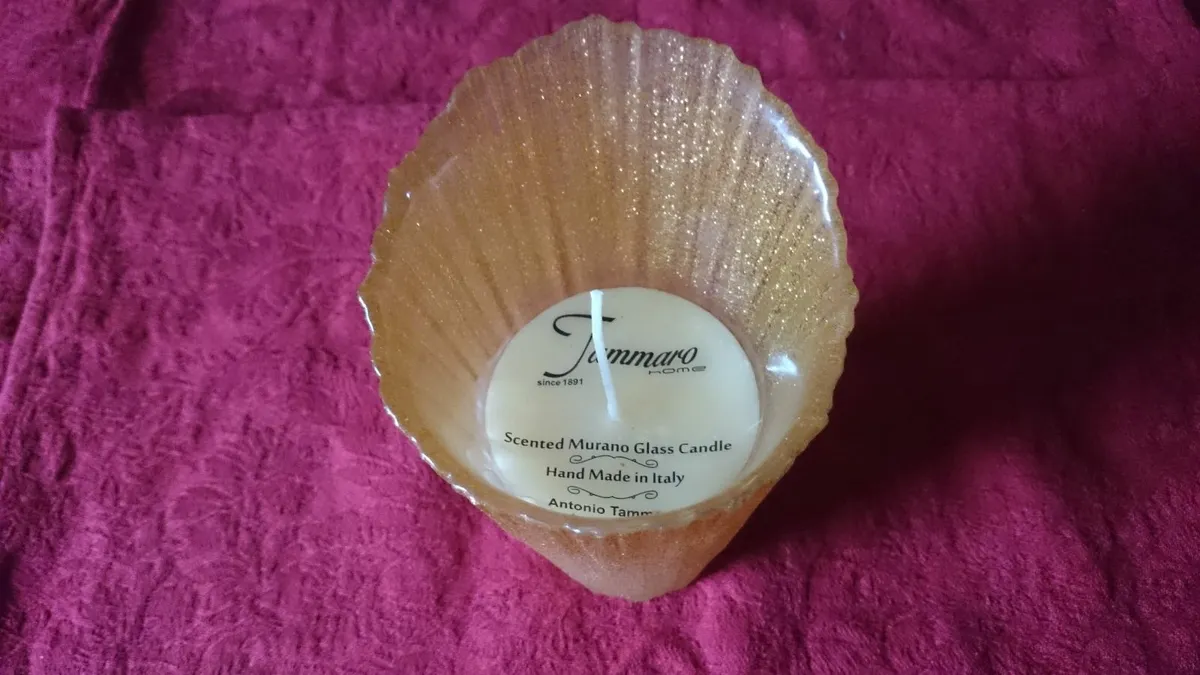 Tammaro
HOME
since 1891
Scented Murano Glass Candle
Hand Made in Italy
Antonio